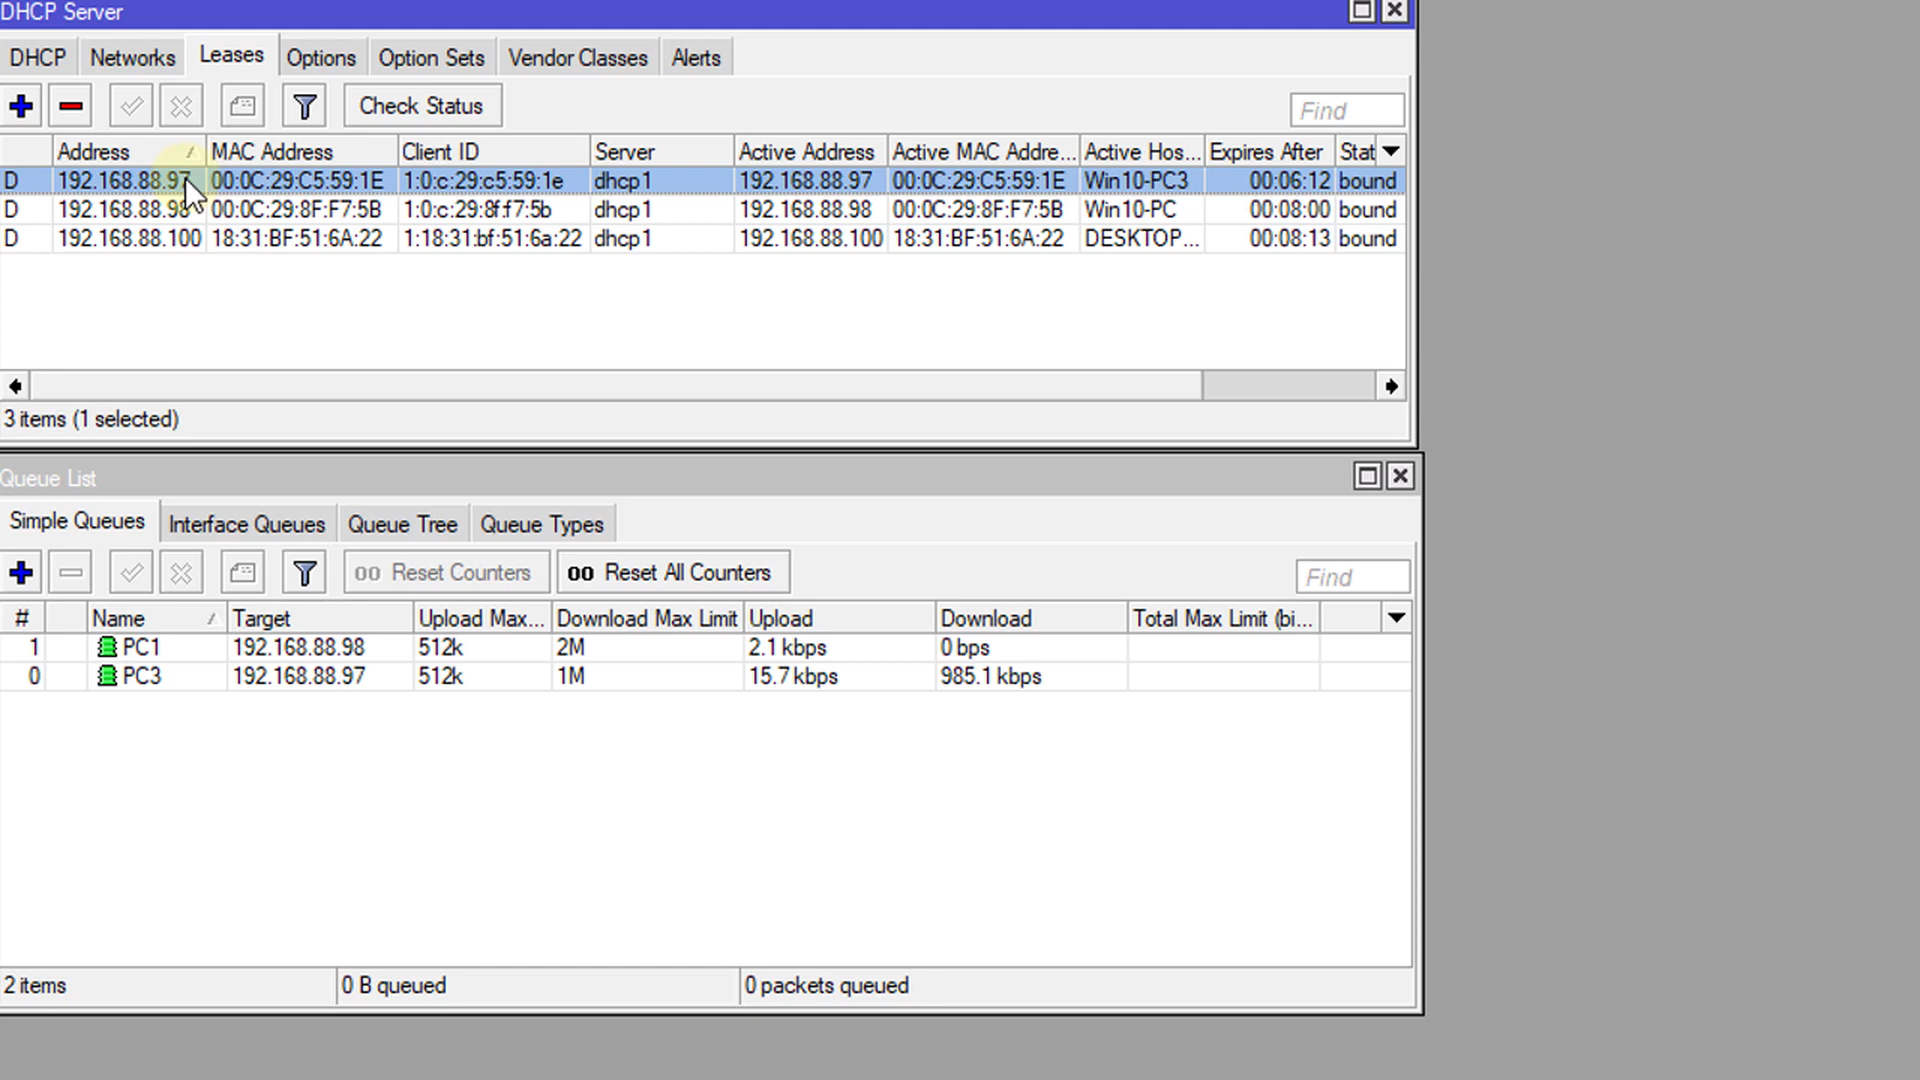 DHCP Server
DHCP Networks Leases Options Option Sets Vendor Classes Alerts
Check Status Find
Address MAC Address Client ID Server Active Address Active MAC Addre... Active Hos... Expires After Stat
D 192.168.88.97 00:0C:29:C5:59:1E 1:0:c:29:c5:59:1e dhcp1 192.168.88.97 00:0C:29:C5:59:1E Win10-PC3 00:06:12 bound
D 192.168.88.98 00:0C:29:8F:F7:5B 1:0:c:29:8f:f7:5b dhcp1 192.168.88.98 00:0C:29:8F:F7:5B Win10-PC 00:08:00 bound
D 192.168.88.100 18:31:BF:51:6A:22 1:18:31:bf:51:6a:22 dhcp1 192.168.88.100 18:31:BF:51:6A:22 DESKTOP... 00:08:13 bound
3 items (1 selected)
Queue List
Simple Queues Interface Queues Queue Tree Queue Types
00 Reset Counters 00 Reset All Counters Find
# Name Target Upload Max... Download Max Limit Upload Download Total Max Limit (bi...
1 PC1 192.168.88.98 512k 2M 2.1 kbps 0 bps
0 PC3 192.168.88.97 512k 1M 15.7 kbps 985.1 kbps
2 items 0 B queued 0 packets queued